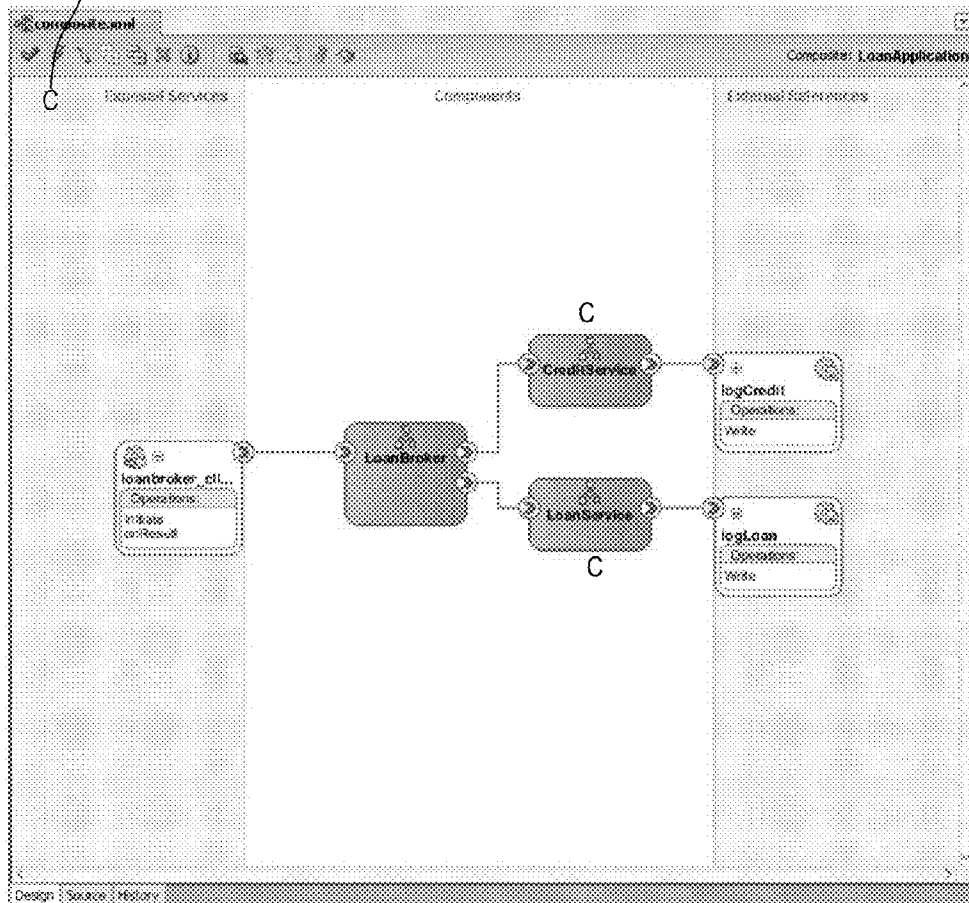 composite.xml
Composite: LoanApplication
C
Exposed Services
Components
External References
C
CreditService
logCredit
Operations:
Write
LoanBroker
loanbroker_cli...
Operations:
initiate
onResult
LoanService
C
logLoan
Operations:
Write
Design
Source
History